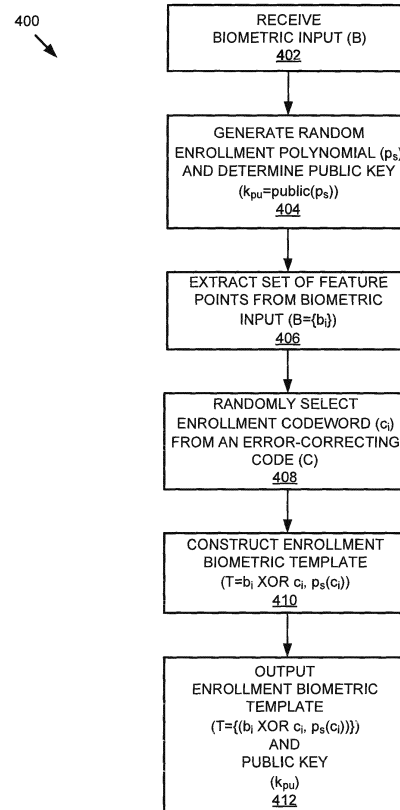 400
RECEIVE
BIOMETRIC INPUT (B)
402
GENERATE RANDOM
ENROLLMENT POLYNOMIAL (pₛ)
AND DETERMINE PUBLIC KEY
(kₚᵤ=public(pₛ))
404
EXTRACT SET OF FEATURE
POINTS FROM BIOMETRIC
INPUT (B={bᵢ})
406
RANDOMLY SELECT
ENROLLMENT CODEWORD (cᵢ)
FROM AN ERROR-CORRECTING
CODE (C)
408
CONSTRUCT ENROLLMENT
BIOMETRIC TEMPLATE
(T=bᵢ XOR cᵢ, pₛ(cᵢ))
410
OUTPUT
ENROLLMENT BIOMETRIC
TEMPLATE
(T={(bᵢ XOR cᵢ, pₛ(cᵢ))})
AND
PUBLIC KEY
(kₚᵤ)
412